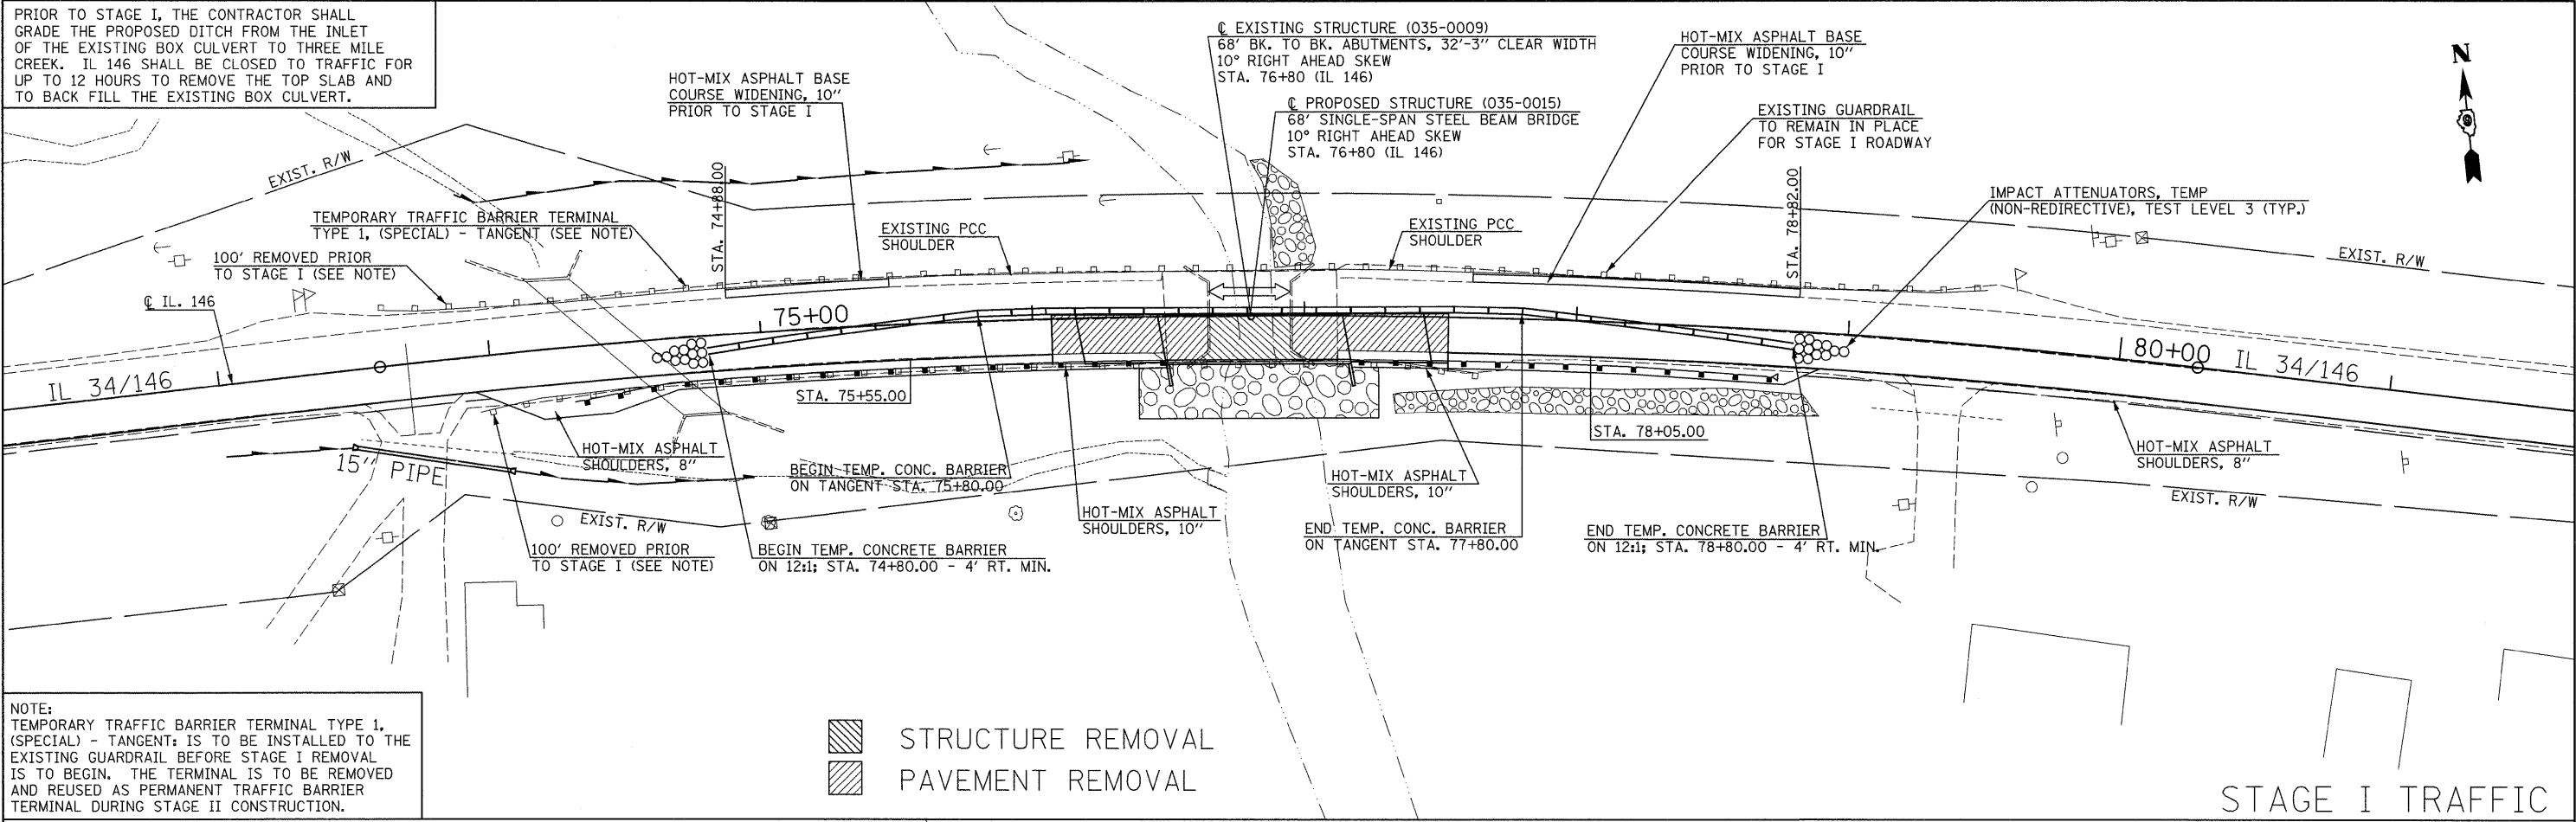 PRIOR TO STAGE I, THE CONTRACTOR SHALL
GRADE THE PROPOSED DITCH FROM THE INLET
OF THE EXISTING BOX CULVERT TO THREE MILE
CREEK. IL 146 SHALL BE CLOSED TO TRAFFIC FOR
UP TO 12 HOURS TO REMOVE THE TOP SLAB AND
TO BACK FILL THE EXISTING BOX CULVERT.
HOT-MIX ASPHALT BASE
COURSE WIDENING, 10"
PRIOR TO STAGE I
℄ EXISTING STRUCTURE (035-0009)
68' BK. TO BK. ABUTMENTS, 32'-3" CLEAR WIDTH
10° RIGHT AHEAD SKEW
STA. 76+80 (IL 146)
℄ PROPOSED STRUCTURE (035-0015)
68' SINGLE-SPAN STEEL BEAM BRIDGE
10° RIGHT AHEAD SKEW
STA. 76+80 (IL 146)
HOT-MIX ASPHALT BASE
COURSE WIDENING, 10"
PRIOR TO STAGE I
EXISTING GUARDRAIL
TO REMAIN IN PLACE
FOR STAGE I ROADWAY
N
EXIST. R/W
STA. 74+88.00
STA. 78+82.00
IMPACT ATTENUATORS, TEMP
(NON-REDIRECTIVE), TEST LEVEL 3 (TYP.)
TEMPORARY TRAFFIC BARRIER TERMINAL
TYPE 1, (SPECIAL) - TANGENT (SEE NOTE)
EXISTING PCC
SHOULDER
EXISTING PCC
SHOULDER
EXIST. R/W
100' REMOVED PRIOR
TO STAGE I (SEE NOTE)
℄ IL. 146
75+00
80+00
IL 34/146
IL 34/146
STA. 75+55.00
STA. 78+05.00
15" PIPE
HOT-MIX ASPHALT
SHOULDERS, 8"
BEGIN TEMP. CONC. BARRIER
ON TANGENT STA. 75+80.00
HOT-MIX ASPHALT
SHOULDERS, 10"
HOT-MIX ASPHALT
SHOULDERS, 8"
EXIST. R/W
EXIST. R/W
HOT-MIX ASPHALT
SHOULDERS, 10"
END TEMP. CONC. BARRIER
ON TANGENT STA. 77+80.00
END TEMP. CONCRETE BARRIER
ON 12:1; STA. 78+80.00 - 4' RT. MIN.
100' REMOVED PRIOR
TO STAGE I (SEE NOTE)
BEGIN TEMP. CONCRETE BARRIER
ON 12:1; STA. 74+80.00 - 4' RT. MIN.
NOTE:
TEMPORARY TRAFFIC BARRIER TERMINAL TYPE 1,
(SPECIAL) - TANGENT: IS TO BE INSTALLED TO THE
EXISTING GUARDRAIL BEFORE STAGE I REMOVAL
IS TO BEGIN. THE TERMINAL IS TO BE REMOVED
AND REUSED AS PERMANENT TRAFFIC BARRIER
TERMINAL DURING STAGE II CONSTRUCTION.
STRUCTURE REMOVAL
PAVEMENT REMOVAL
STAGE I TRAFFIC